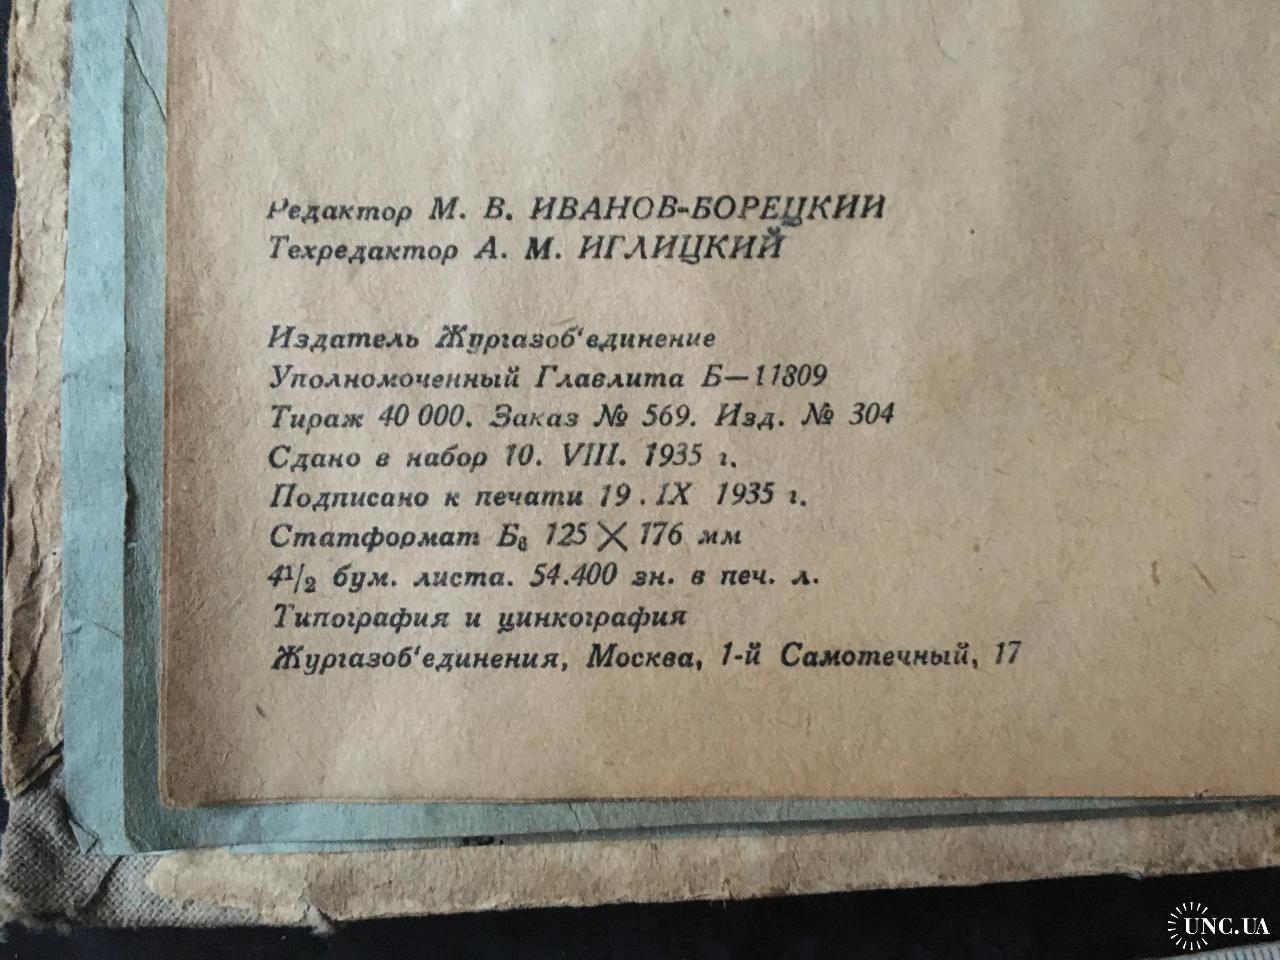 Редактор М. В. ИВАНОВ-БОРЕЦКИЙ
Техредактор А. М. ИГЛИЦКИЙ
Издатель Жургазоб'единение
Уполномоченный Главлита Б—11809
Тираж 40 000. Заказ № 569. Изд. № 304
Сдано в набор 10. VIII. 1935 г.
Подписано к печати 19. IX 1935 г.
Статформат Б₆ 125 × 176 мм
4¹/₂ бум. листа. 54.400 зн. в печ. л.
Типография и цинкография
Жургазоб'единения, Москва, 1-й Самотечный, 17
UNC.UA